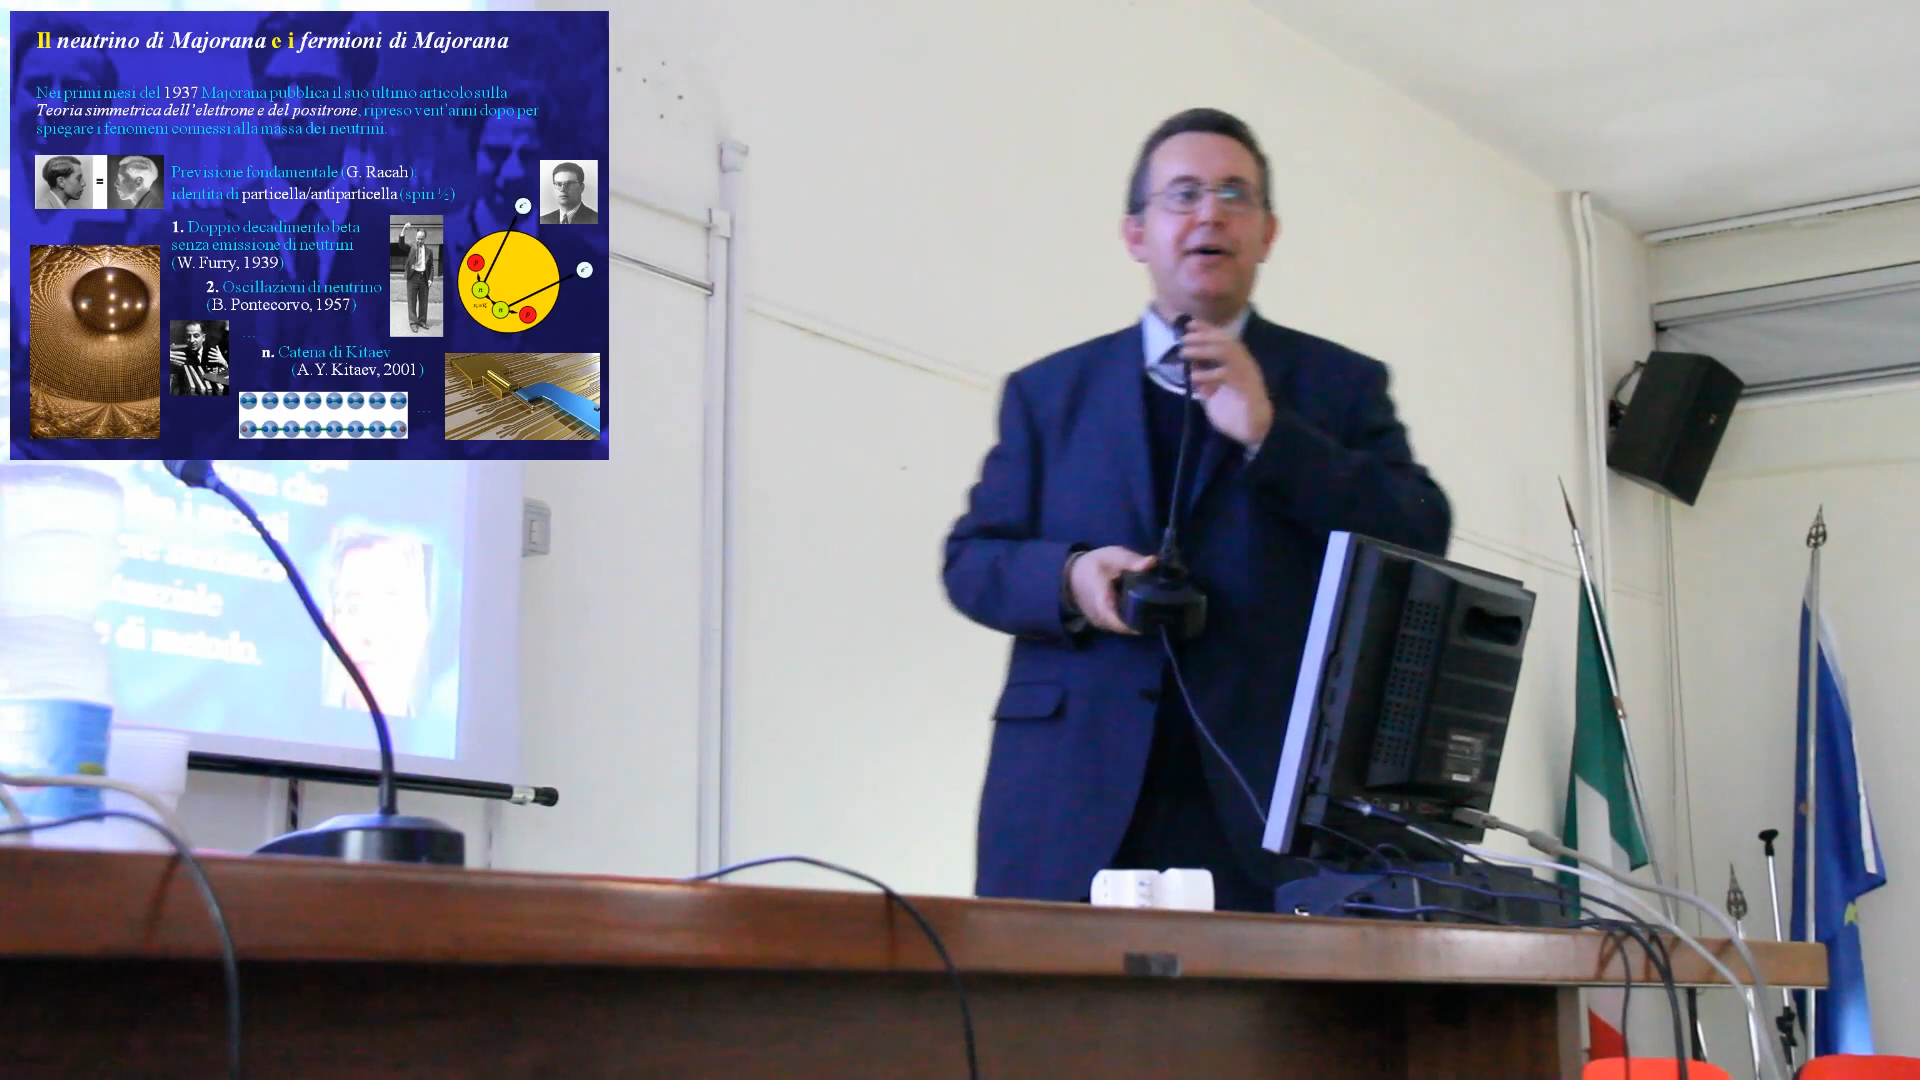 Il neutrino di Majorana e i fermioni di Majorana
Nei primi mesi del 1937 Majorana pubblica il suo ultimo articolo sulla
Teoria simmetrica dell'elettrone e del positrone, ripreso vent'anni dopo per
spiegare i fenomeni connessi alla massa dei neutrini.
=
Previsione fondamentale (G. Racah):
identità di particella/antiparticella (spin ½)
1. Doppio decadimento beta
senza emissione di neutrini
(W. Furry, 1939)
2. Oscillazioni di neutrino
(B. Pontecorvo, 1957)
...
n. Catena di Kitaev
(A. Y. Kitaev, 2001)
...
e⁻
e⁻
p
n
n
p
che
di metodo.